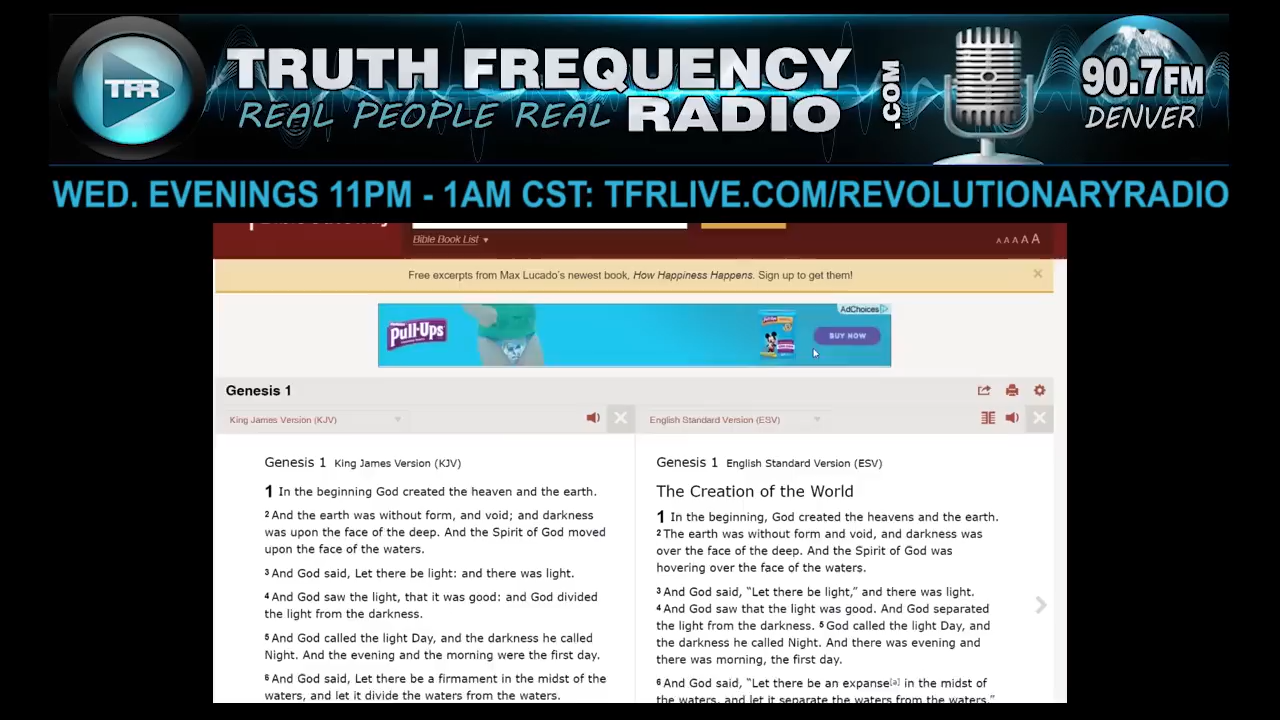 TFR
TRUTH FREQUENCY
REAL PEOPLE REAL RADIO
.COM
90.7FM
DENVER
WED. EVENINGS 11PM - 1AM CST: TFRLIVE.COM/REVOLUTIONARYRADIO
Bible Book List ▾
A A A A A
Free excerpts from Max Lucado's newest book, How Happiness Happens. Sign up to get them!
AdChoices
Pull-Ups
BUY NOW
Genesis 1
King James Version (KJV)
English Standard Version (ESV)
Genesis 1 King James Version (KJV)
1 In the beginning God created the heaven and the earth.
2 And the earth was without form, and void; and darkness
was upon the face of the deep. And the Spirit of God moved
upon the face of the waters.
3 And God said, Let there be light: and there was light.
4 And God saw the light, that it was good: and God divided
the light from the darkness.
5 And God called the light Day, and the darkness he called
Night. And the evening and the morning were the first day.
6 And God said, Let there be a firmament in the midst of the
waters, and let it divide the waters from the waters.
Genesis 1 English Standard Version (ESV)
The Creation of the World
1 In the beginning, God created the heavens and the earth.
2 The earth was without form and void, and darkness was
over the face of the deep. And the Spirit of God was
hovering over the face of the waters.
3 And God said, “Let there be light,” and there was light.
4 And God saw that the light was good. And God separated
the light from the darkness. 5 God called the light Day, and
the darkness he called Night. And there was evening and
there was morning, the first day.
6 And God said, “Let there be an expanse[a] in the midst of
the waters, and let it separate the waters from the waters.”